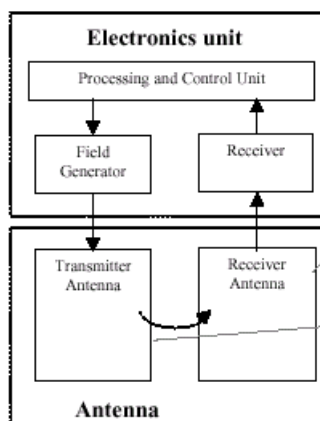 Electronics unit
Processing and Control Unit
Field
Generator
Receiver
Transmitter
Antenna
Receiver
Antenna
Antenna